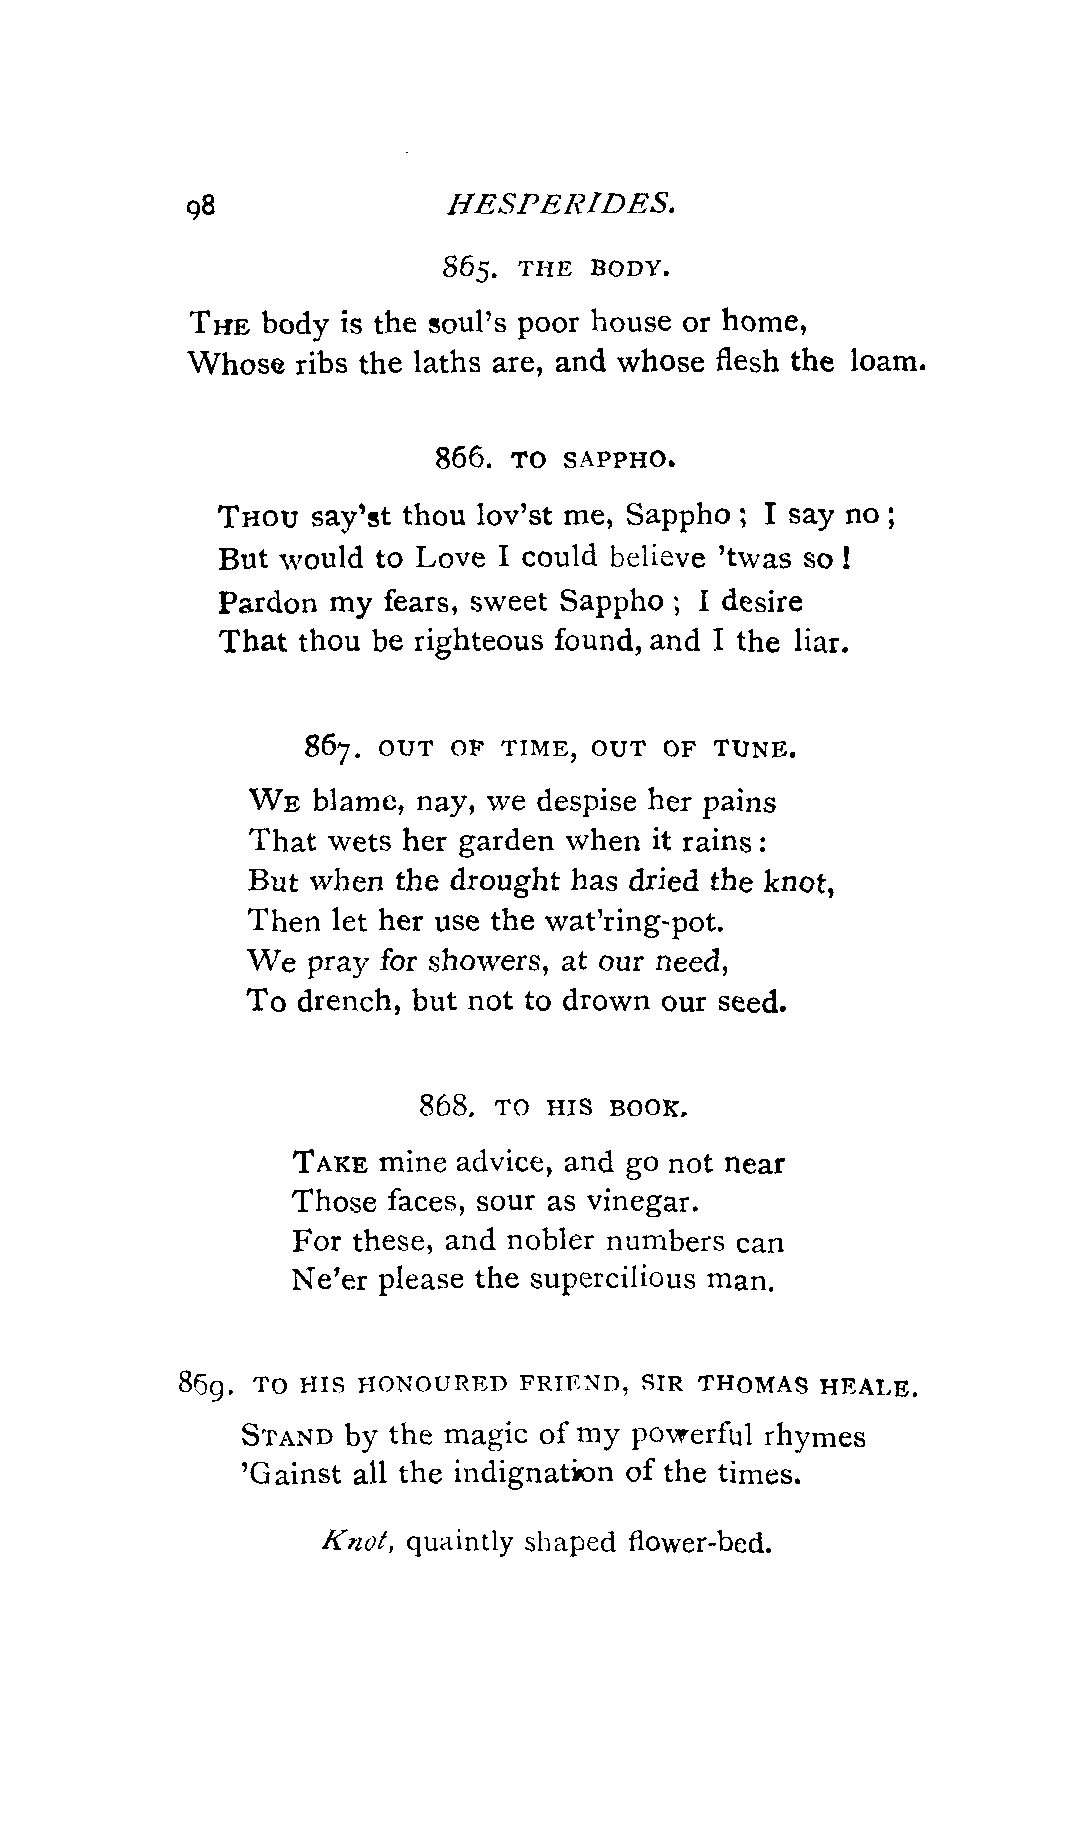 98 HESPERIDES.
865. THE BODY.
THE body is the soul's poor house or home,
Whose ribs the laths are, and whose flesh the loam.
866. TO SAPPHO.
THOU say'st thou lov'st me, Sappho ; I say no ;
But would to Love I could believe 'twas so !
Pardon my fears, sweet Sappho ; I desire
That thou be righteous found, and I the liar.
867. OUT OF TIME, OUT OF TUNE.
WE blame, nay, we despise her pains
That wets her garden when it rains :
But when the drought has dried the knot,
Then let her use the wat'ring-pot.
We pray for showers, at our need,
To drench, but not to drown our seed.
868. TO HIS BOOK.
TAKE mine advice, and go not near
Those faces, sour as vinegar.
For these, and nobler numbers can
Ne'er please the supercilious man.
869. TO HIS HONOURED FRIEND, SIR THOMAS HEALE.
STAND by the magic of my powerful rhymes
'Gainst all the indignation of the times.
Knot, quaintly shaped flower-bed.